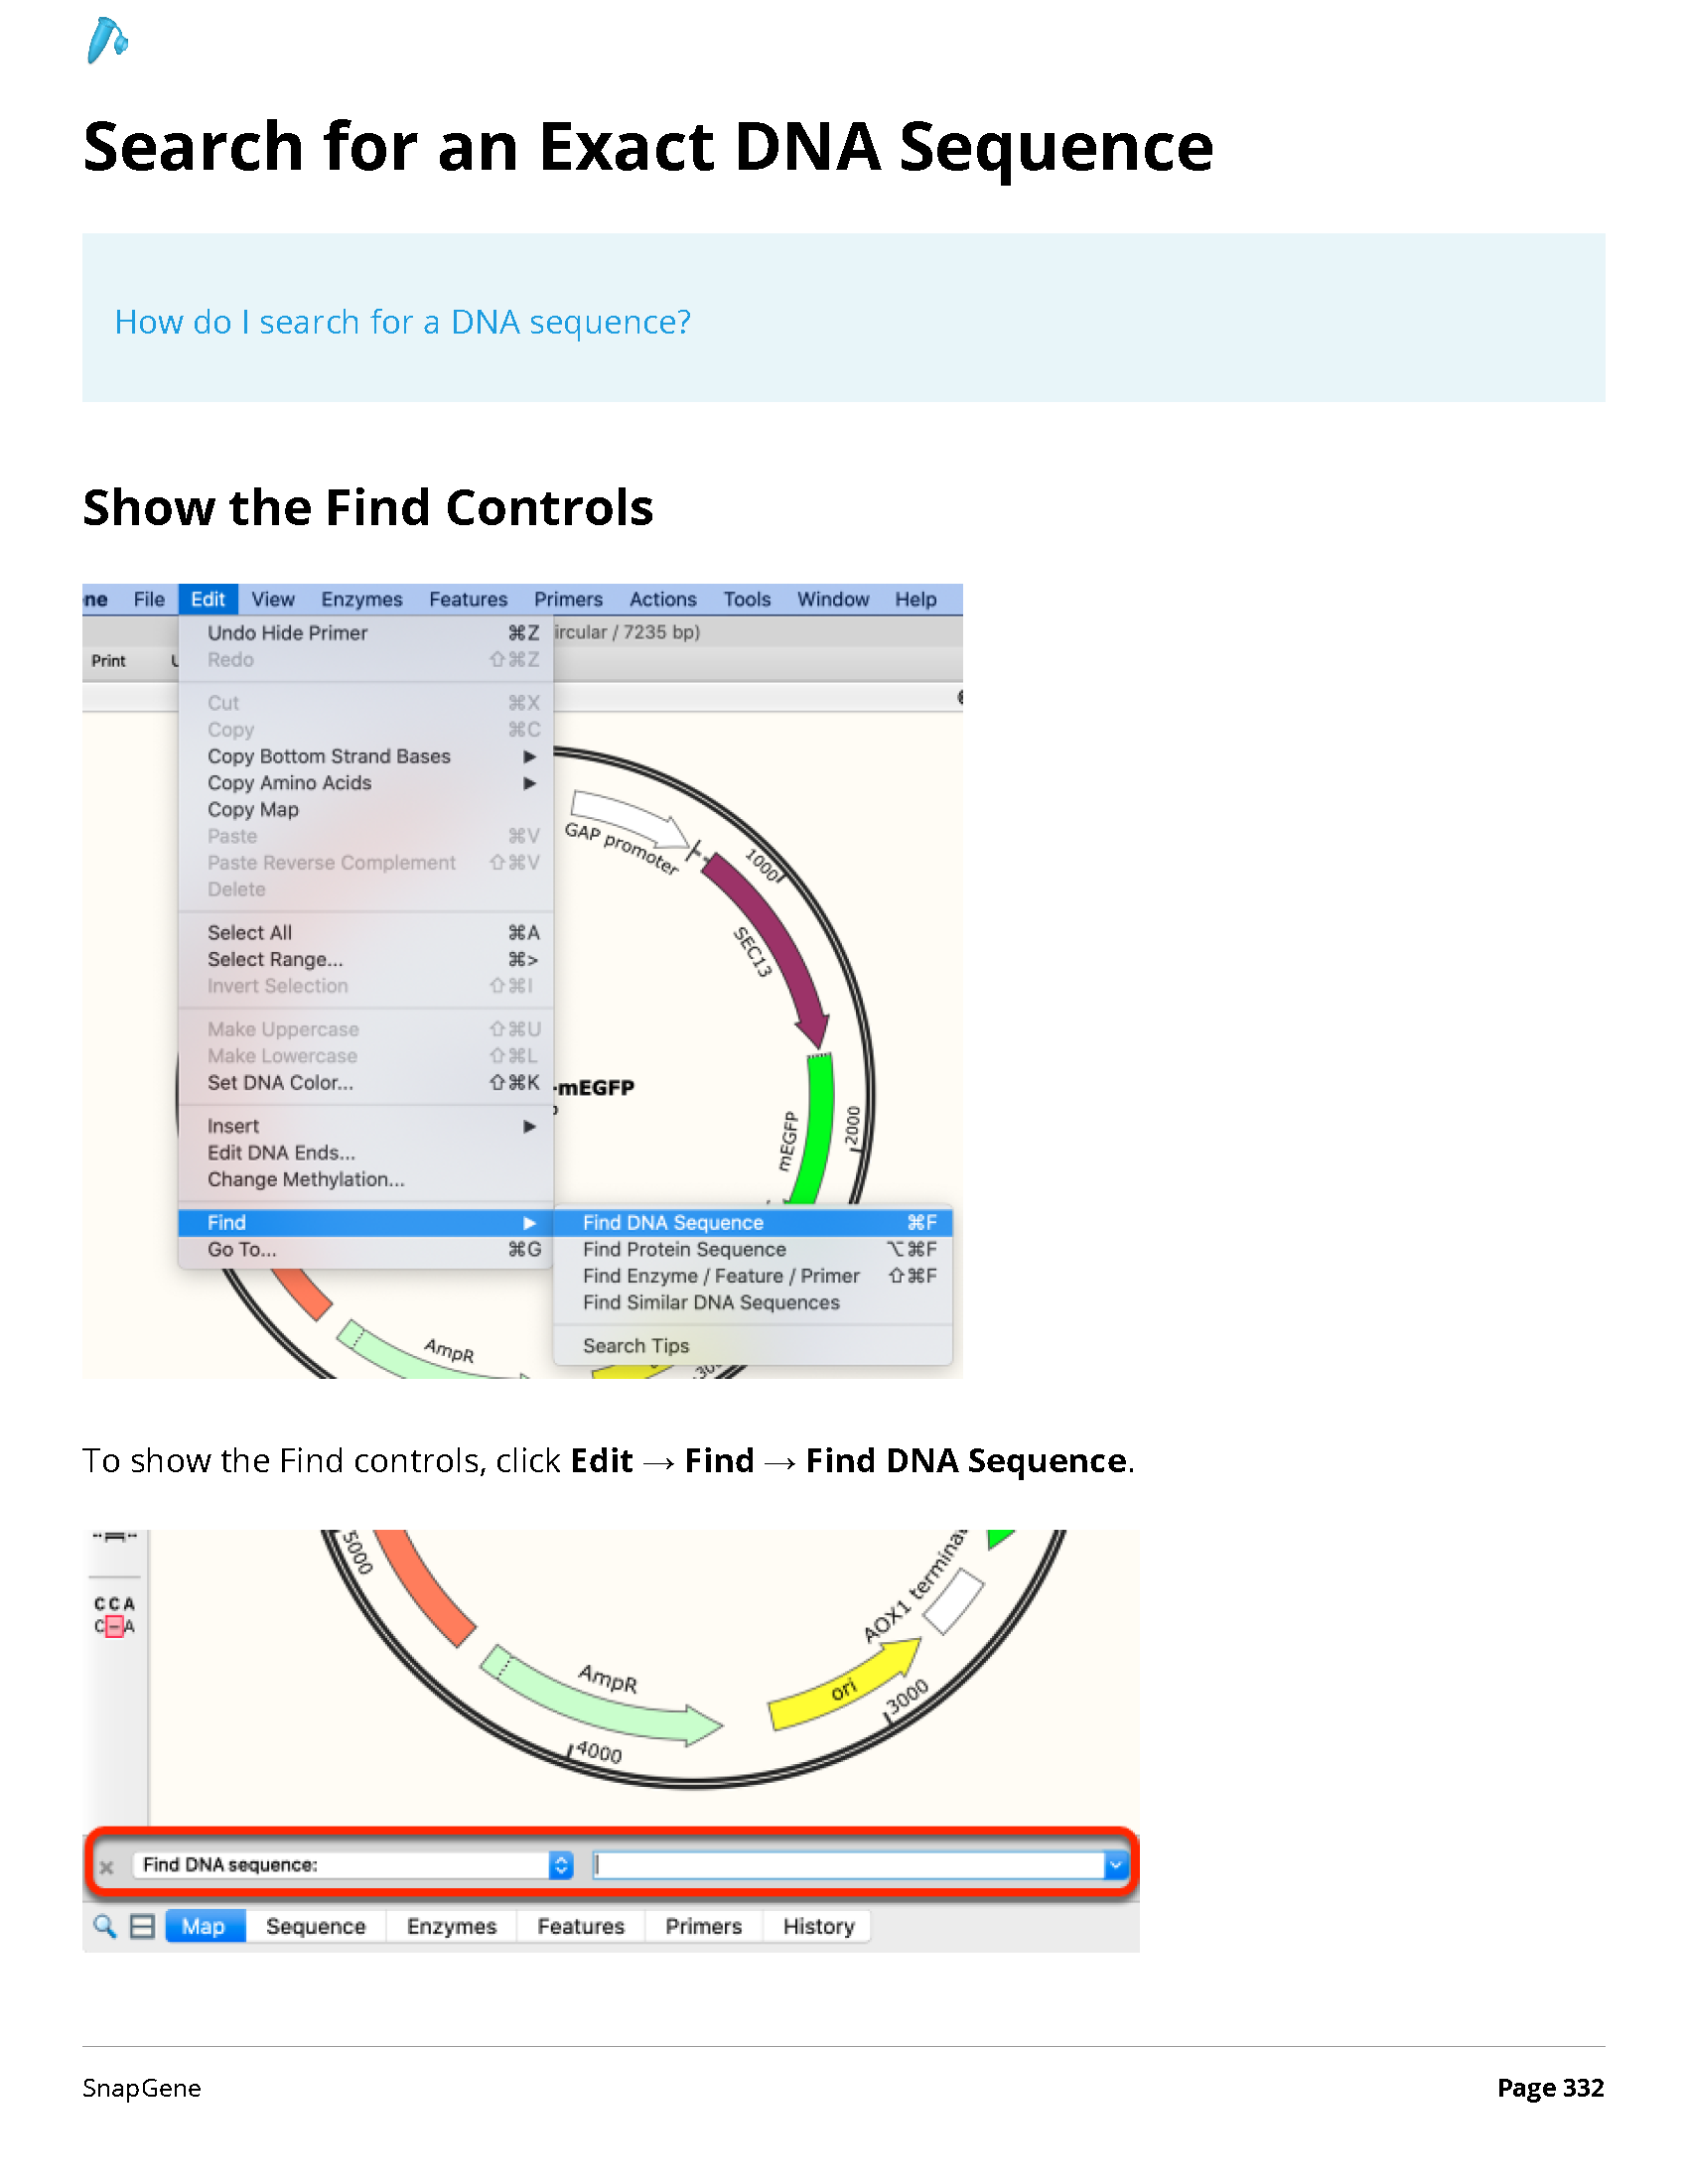 Search for an Exact DNA Sequence
How do I search for a DNA sequence?
Show the Find Controls
ne File Edit View Enzymes Features Primers Actions Tools Window Help
Undo Hide Primer ⌘Z
ircular / 7235 bp)
Redo ⇧⌘Z
Print U
Cut ⌘X
Copy ⌘C
Copy Bottom Strand Bases ▶
Copy Amino Acids ▶
Copy Map
Paste ⌘V
Paste Reverse Complement ⇧⌘V
Delete
Select All ⌘A
Select Range... ⌘>
Invert Selection ⇧⌘I
Make Uppercase ⇧⌘U
Make Lowercase ⇧⌘L
Set DNA Color... ⇧⌘K
Insert ▶
Edit DNA Ends...
Change Methylation...
Find ▶
Go To... ⌘G
Find DNA Sequence ⌘F
Find Protein Sequence ⌥⌘F
Find Enzyme / Feature / Primer ⇧⌘F
Find Similar DNA Sequences
Search Tips
GAP promoter
1000
SEC13
-mEGFP
mEGFP
2000
AmpR
To show the Find controls, click Edit → Find → Find DNA Sequence.
CCA
C-A
5000
AOX1 termina
AmpR
ori
3000
4000
Find DNA sequence:
Map Sequence Enzymes Features Primers History
SnapGene
Page 332